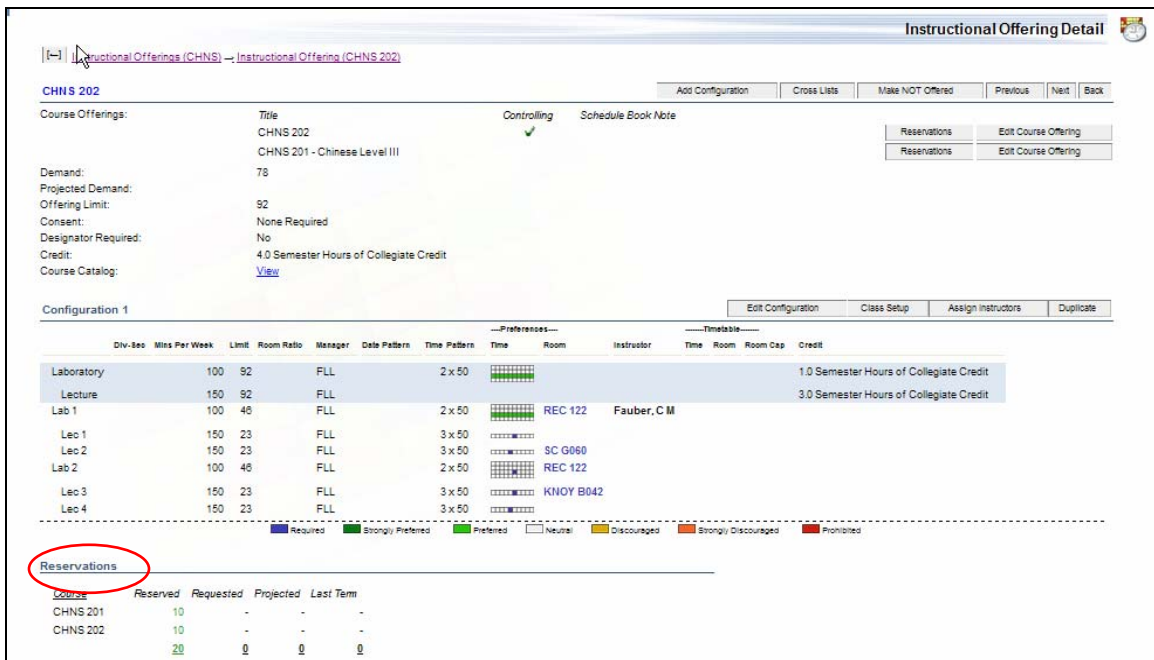 Instructional Offering Detail
Instructional Offerings (CHNS) → Instructional Offering (CHNS 202)
CHNS 202 Add Configuration Cross Lists Make NOT Offered Previous Next Back
Course Offerings: Title Controlling Schedule Book Note
CHNS 202 Reservations Edit Course Offering
CHNS 201 - Chinese Level III Reservations Edit Course Offering
Demand: 78
Projected Demand:
Offering Limit: 92
Consent: None Required
Designator Required: No
Credit: 4.0 Semester Hours of Collegiate Credit
Course Catalog: View
Configuration 1 Edit Configuration Class Setup Assign Instructors Duplicate
----Preferences---- --------Timetable--------
Div-Sec Mins Per Week Limit Room Ratio Manager Date Pattern Time Pattern Time Room Instructor Time Room Room Cap Credit
Laboratory 100 92 FLL 2 x 50 1.0 Semester Hours of Collegiate Credit
Lecture 150 92 FLL 3.0 Semester Hours of Collegiate Credit
Lab 1 100 46 FLL 2 x 50 REC 122 Fauber, C M
Lec 1 150 23 FLL 3 x 50
Lec 2 150 23 FLL 3 x 50 SC G060
Lab 2 100 46 FLL 2 x 50 REC 122
Lec 3 150 23 FLL 3 x 50 KNOY B042
Lec 4 150 23 FLL 3 x 50
Required Strongly Preferred Preferred Neutral Discouraged Strongly Discouraged Prohibited
Reservations
Course Reserved Requested Projected Last Term
CHNS 201 10 - - -
CHNS 202 10 - - -
20 0 0 0